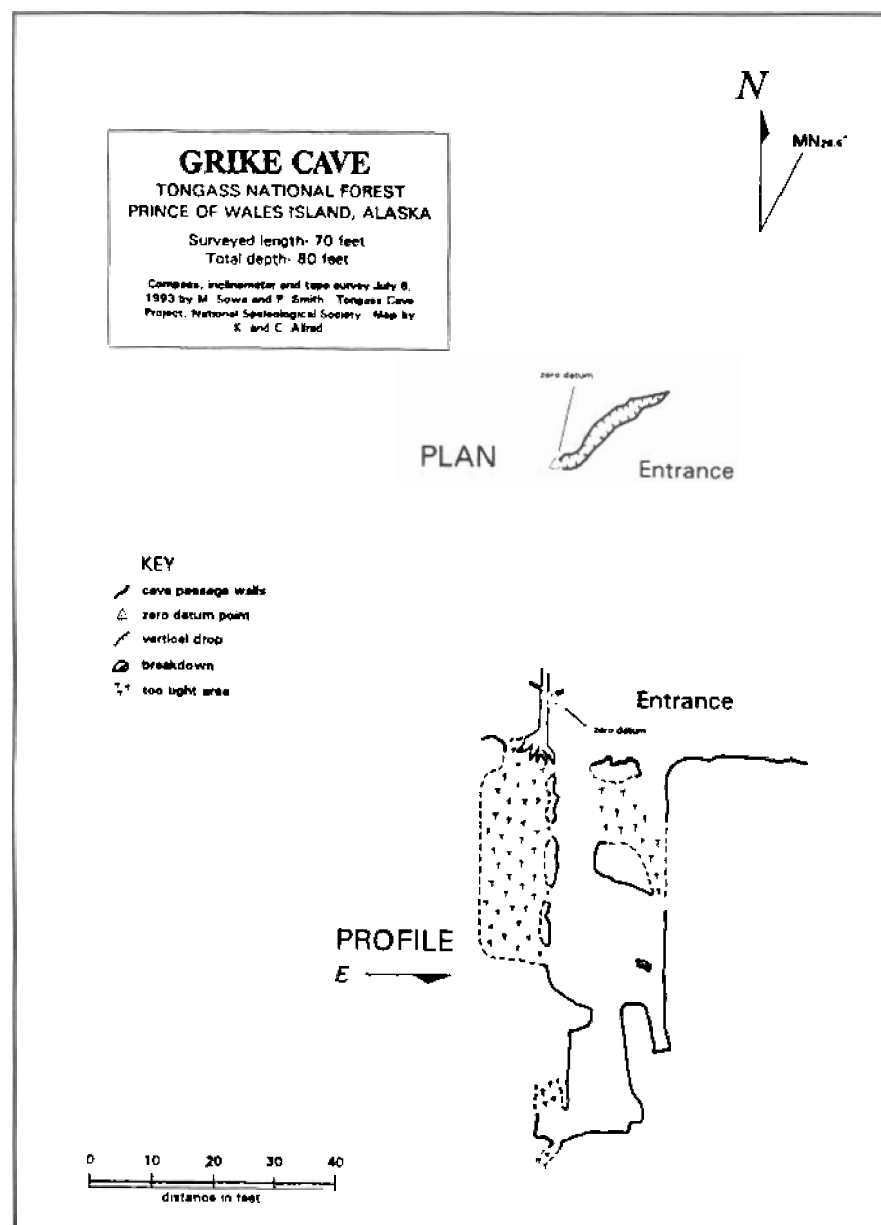 N
MN 28.6°
GRIKE CAVE
TONGASS NATIONAL FOREST
PRINCE OF WALES ISLAND, ALASKA
Surveyed length- 70 feet
Total depth- 80 feet
Compass, inclinometer and tape survey July 6,
1993 by M. Sowa and P. Smith Tongass Cave
Project, National Speleological Society Map by
K. and C. Allred
zero datum
PLAN
Entrance
KEY
cave passage walls
zero datum point
vertical drop
breakdown
too tight area
Entrance
zero datum
PROFILE
E
0 10 20 30 40
distance in feet